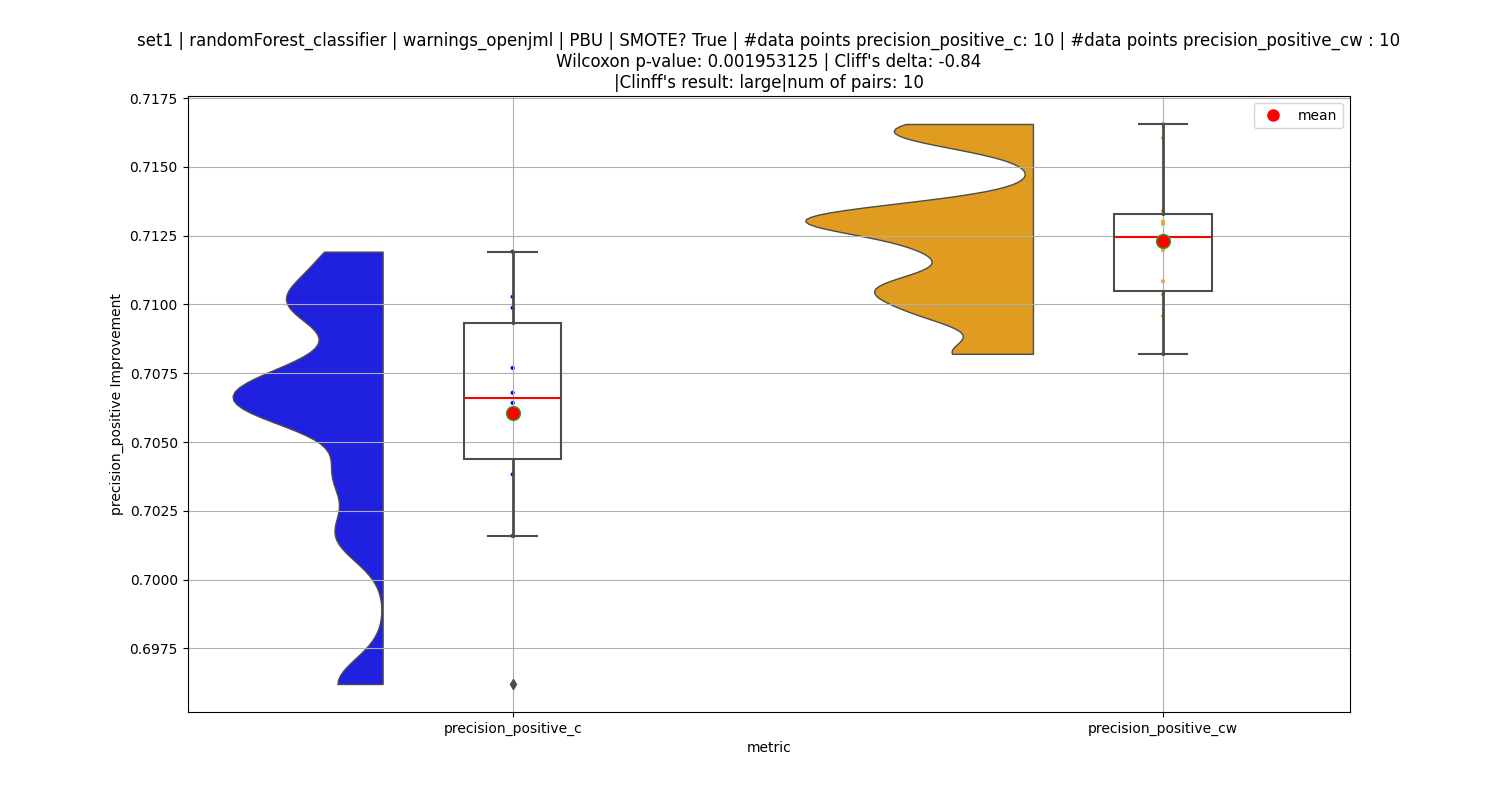 set1 | randomForest_classifier | warnings_openjml | PBU | SMOTE? True | #data points precision_positive_c: 10 | #data points precision_positive_cw : 10
Wilcoxon p-value: 0.001953125 | Cliff's delta: -0.84
|Clinff's result: large|num of pairs: 10
mean
0.7175
0.7150
0.7125
0.7100
0.7075
0.7050
0.7025
0.7000
0.6975
precision_positive Improvement
precision_positive_c
precision_positive_cw
metric